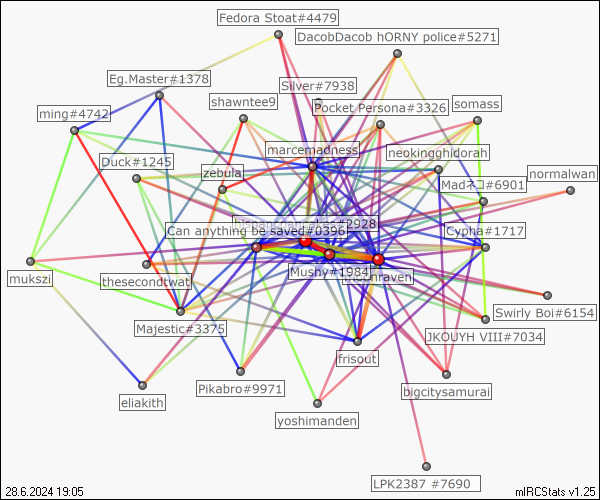 Fedora Stoat#4479
DacobDacob hORNY police#5271
Eg.Master#1378
Silver#7938
shawntee9
Pocket Persona#3326
somass
ming#4742
marcemadness
neokingghidorah
Duck#1245
zebula
normalwan
Madネコ#6901
Can anything be saved#0396
#2928
Cypha#1717
mukszi
thesecondtwat
Mushy#1984
Swirly Boi#6154
Majestic#3375
JKOUYH VIII#7034
frisout
Pikabro#9971
bigcitysamurai
eliakith
yoshimanden
LPK2387 #7690
28.6.2024 19:05
mIRCStats v1.25